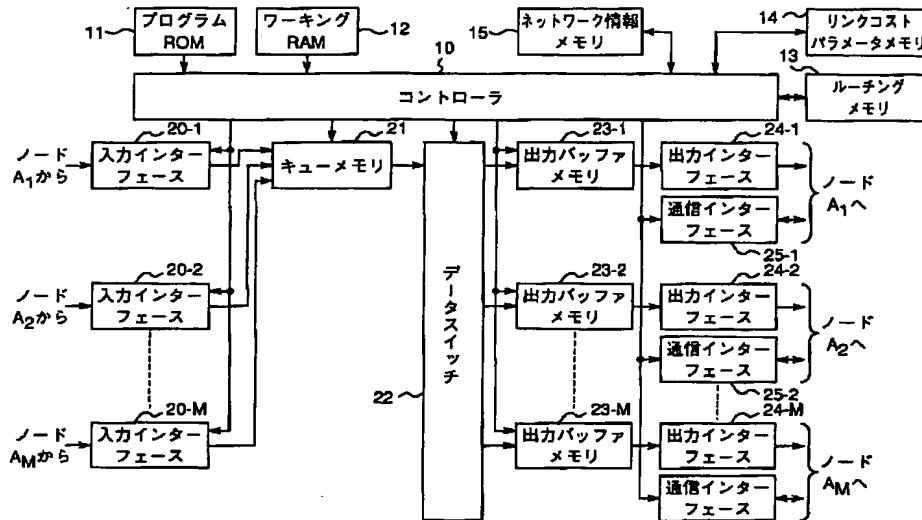 11
プログラム
ROM
ワーキング
RAM
12
15
ネットワーク情報
メモリ
14
リンクコスト
パラメータメモリ
10
コントローラ
13
ルーチング
メモリ
ノード
A1から
20-1
入力インター
フェース
21
キューメモリ
データスイッチ
22
23-1
出力バッファ
メモリ
24-1
出力インター
フェース
通信インター
フェース
25-1
ノード
A1へ
ノード
A2から
20-2
入力インター
フェース
23-2
出力バッファ
メモリ
24-2
出力インター
フェース
通信インター
フェース
25-2
ノード
A2へ
ノード
AMから
20-M
入力インター
フェース
23-M
出力バッファ
メモリ
24-M
出力インター
フェース
通信インター
フェース
ノード
AMへ